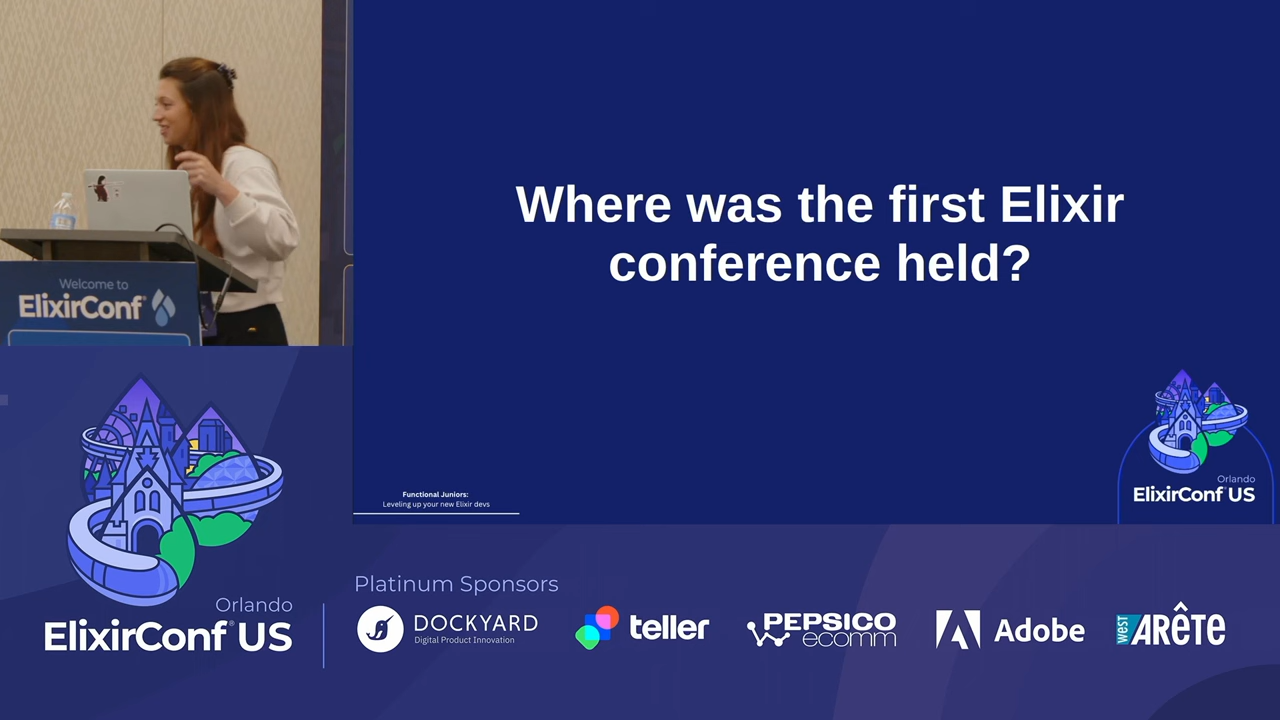 Where was the first Elixir
conference held?
Welcome to
ElixirConf
Functional Juniors:
Leveling up your new Elixir devs
Orlando
ElixirConf US
Orlando
ElixirConf® US
Platinum Sponsors
DOCKYARD
Digital Product Innovation
teller
PEPSICO
ecomm
Adobe
west ARÊTE